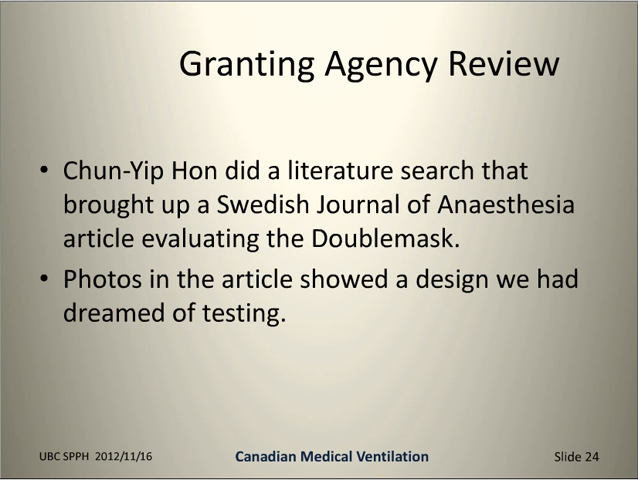 Granting Agency Review
• Chun-Yip Hon did a literature search that
brought up a Swedish Journal of Anaesthesia
article evaluating the Doublemask.
• Photos in the article showed a design we had
dreamed of testing.
UBC SPPH 2012/11/16 Canadian Medical Ventilation Slide 24